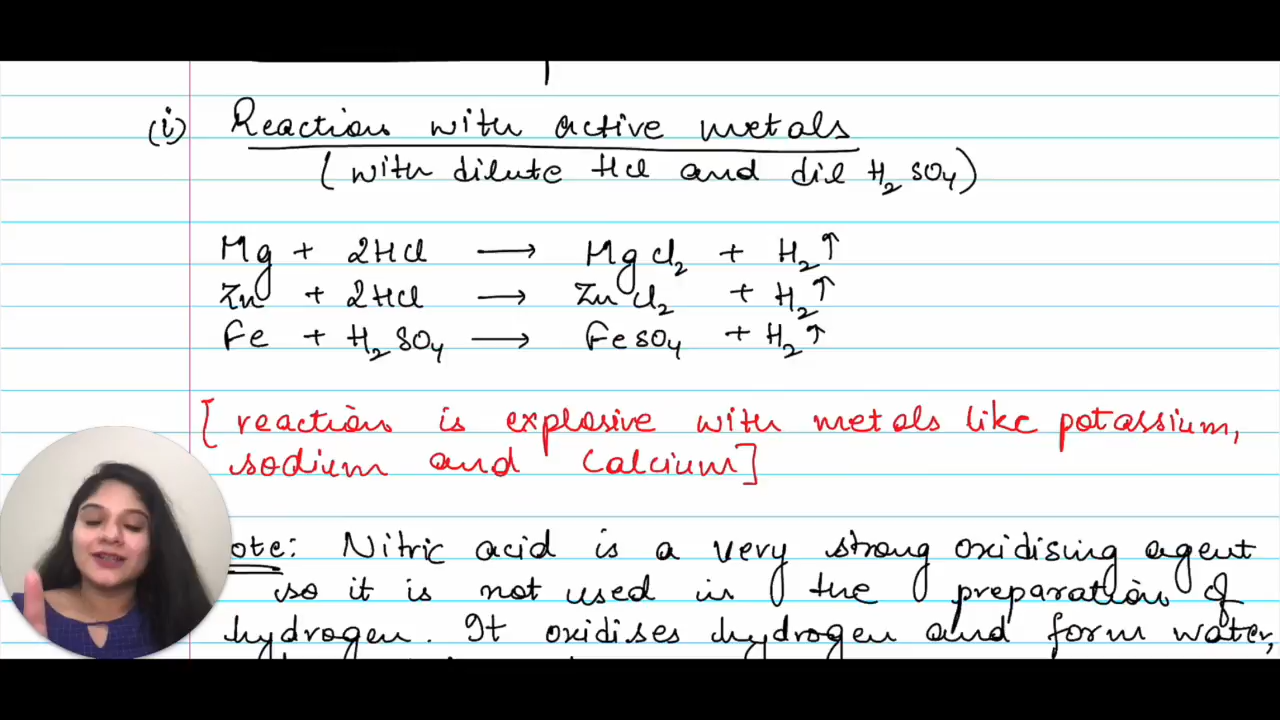 (i) Reaction with active metals
(with dilute HCl and dil H₂SO₄)
Mg + 2HCl ⟶ MgCl₂ + H₂↑
Zn + 2HCl ⟶ ZnCl₂ + H₂↑
Fe + H₂SO₄ ⟶ FeSO₄ + H₂↑
[reaction is explosive with metals like potassium,
sodium and calcium]
ote: Nitric acid is a very strong oxidising agent
so it is not used in the preparation of
hydrogen. It oxidises hydrogen and form water,